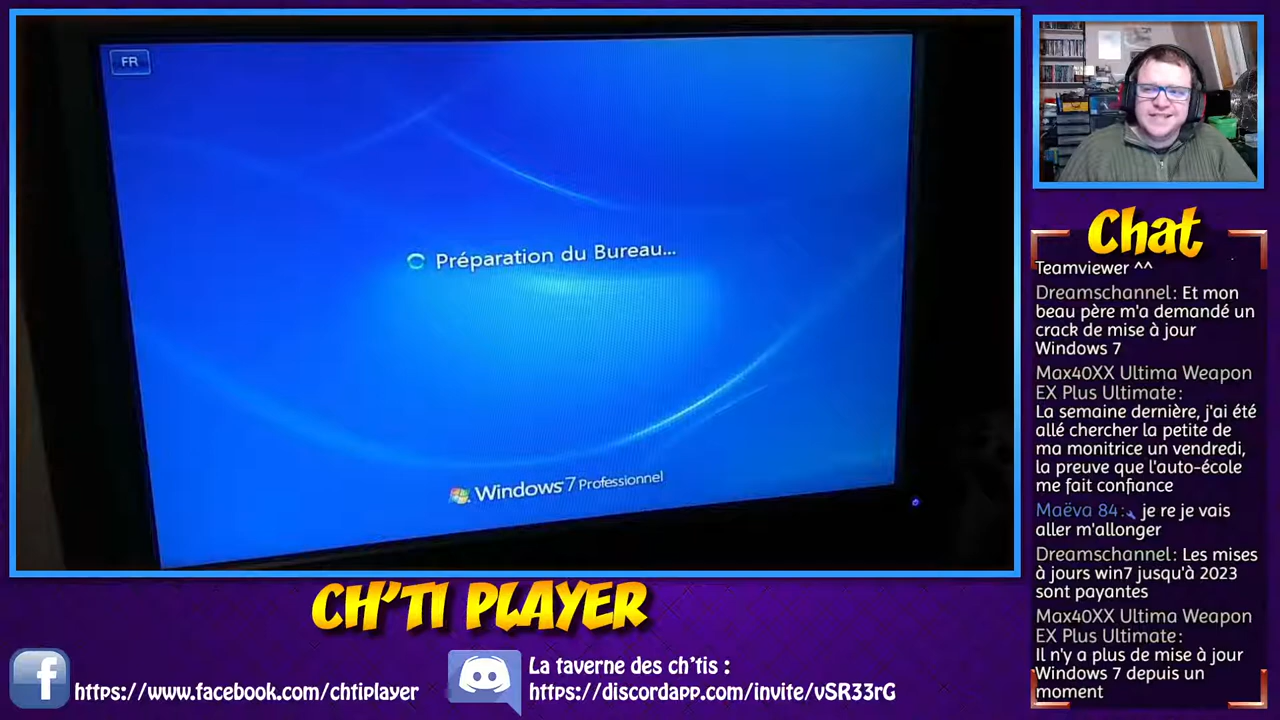 FR
Préparation du Bureau...
Windows 7 Professionnel
Chat
Teamviewer ^^
Dreamschannel: Et mon
beau père m'a demandé un
crack de mise à jour
Windows 7
Max40XX Ultima Weapon
EX Plus Ultimate:
La semaine dernière, j'ai été
allé chercher la petite de
ma monitrice un vendredi,
la preuve que l'auto-école
me fait confiance
Maëva 84: je re je vais
aller m'allonger
Dreamschannel: Les mises
à jours win7 jusqu'à 2023
sont payantes
Max40XX Ultima Weapon
EX Plus Ultimate:
Il n'y a plus de mise à jour
Windows 7 depuis un
moment
CH'TI PLAYER
https://www.facebook.com/chtiplayer
La taverne des ch'tis :
https://discordapp.com/invite/vSR33rG